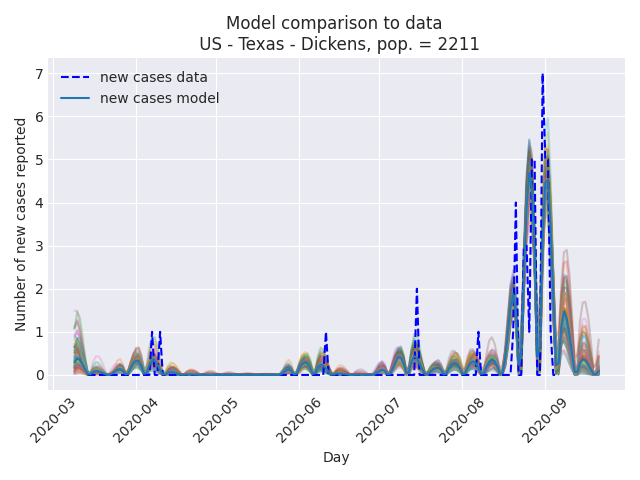 Model comparison to data
US - Texas - Dickens, pop. = 2211
new cases data
new cases model
Number of new cases reported
7
6
5
4
3
2
1
0
2020-03
2020-04
2020-05
2020-06
2020-07
2020-08
2020-09
Day